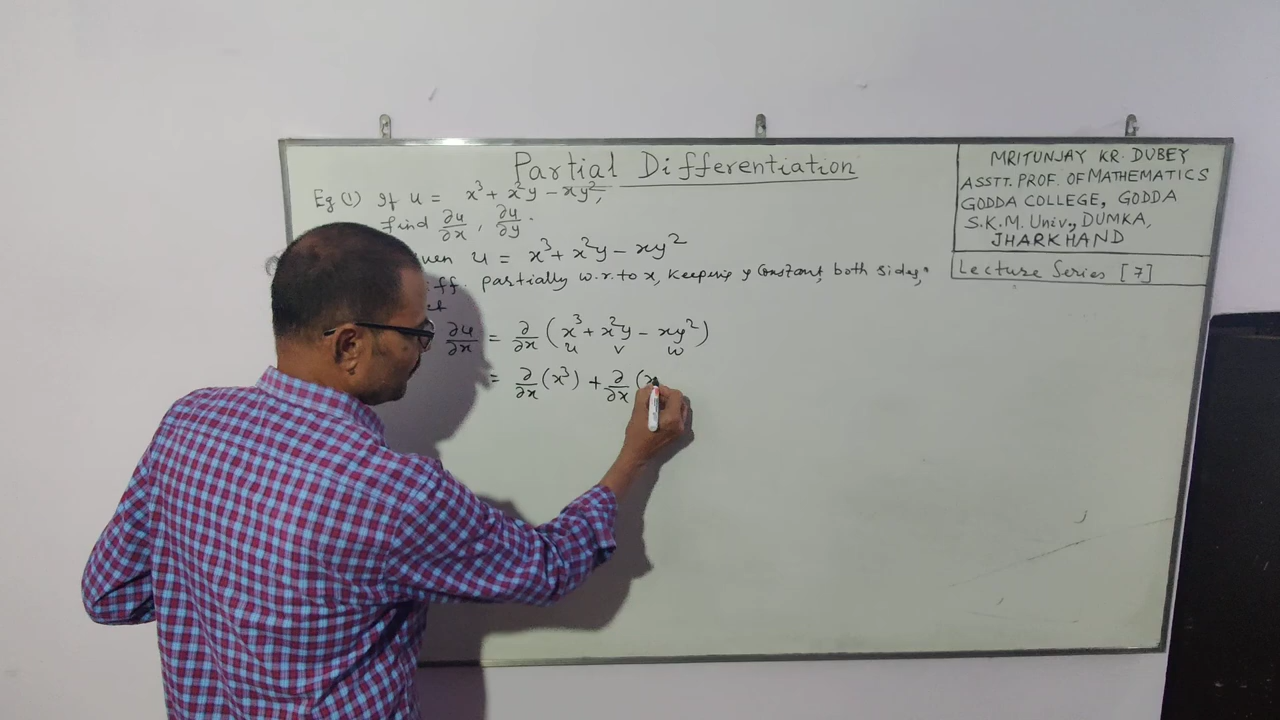 Partial Differentiation
Eg (1) If u = x³ + x²y - xy²,
find ∂u/∂x, ∂u/∂y.
u = x³ + x²y - xy²
partially w.r.to x, keeping y constant, both sides,
∂u/∂x = ∂/∂x (x³ + x²y - xy²)
u v w
= ∂/∂x (x³) + ∂/∂x (x
MRITUNJAY KR. DUBEY
ASSTT. PROF. OF MATHEMATICS
GODDA COLLEGE, GODDA
S.K.M. Univ., DUMKA,
JHARKHAND
Lecture Series [7]